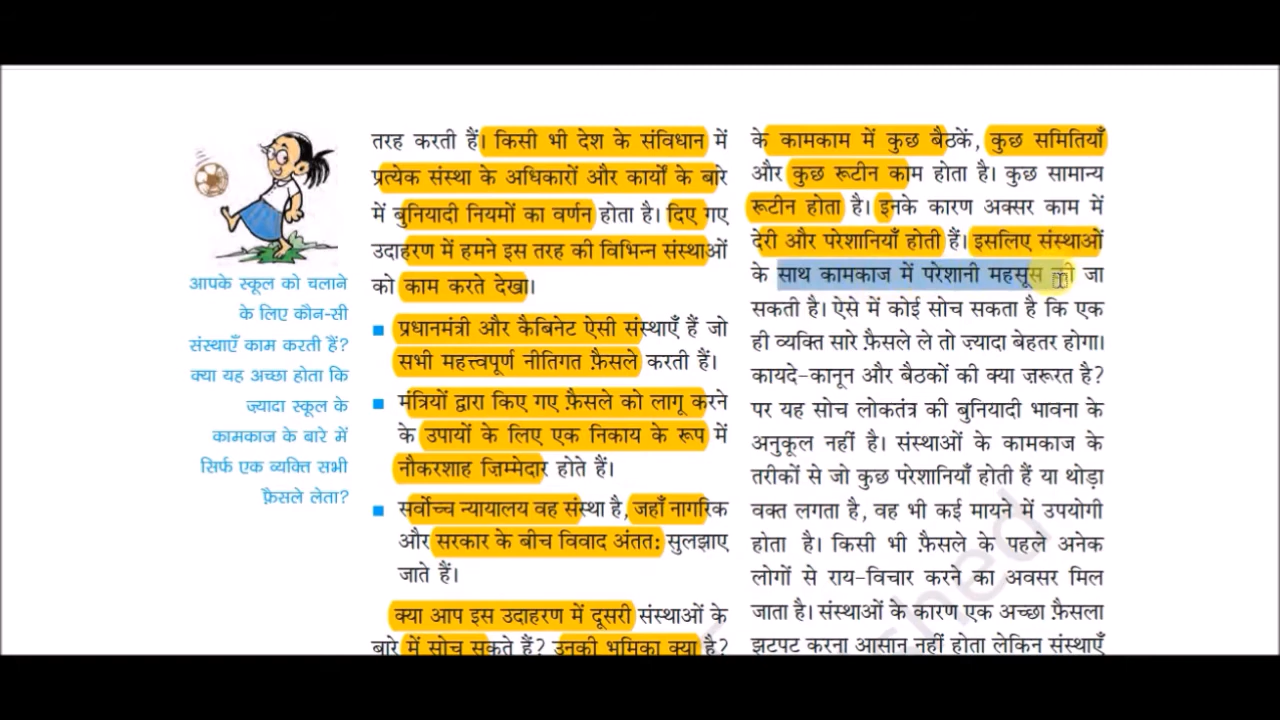 आपके स्कूल को चलाने
के लिए कौन-सी
संस्थाएँ काम करती हैं?
क्या यह अच्छा होता कि
ज़्यादा स्कूल के
कामकाज के बारे में
सिर्फ एक व्यक्ति सभी
फ़ैसले लेता?
तरह करती हैं। किसी भी देश के संविधान में
प्रत्येक संस्था के अधिकारों और कार्यों के बारे
में बुनियादी नियमों का वर्णन होता है। दिए गए
उदाहरण में हमने इस तरह की विभिन्न संस्थाओं
को काम करते देखा।
■ प्रधानमंत्री और कैबिनेट ऐसी संस्थाएँ हैं जो
सभी महत्त्वपूर्ण नीतिगत फ़ैसले करती हैं।
■ मंत्रियों द्वारा किए गए फ़ैसले को लागू करने
के उपायों के लिए एक निकाय के रूप में
नौकरशाह ज़िम्मेदार होते हैं।
■ सर्वोच्च न्यायालय वह संस्था है, जहाँ नागरिक
और सरकार के बीच विवाद अंततः सुलझाए
जाते हैं।
क्या आप इस उदाहरण में दूसरी संस्थाओं के
बारे में सोच सकते हैं? उनकी भूमिका क्या है?
के कामकाम में कुछ बैठकें, कुछ समितियाँ
और कुछ रूटीन काम होता है। कुछ सामान्य
रूटीन होता है। इनके कारण अक्सर काम में
देरी और परेशानियाँ होती हैं। इसलिए संस्थाओं
के साथ कामकाज में परेशानी महसूस की जा
सकती है। ऐसे में कोई सोच सकता है कि एक
ही व्यक्ति सारे फ़ैसले ले तो ज्यादा बेहतर होगा।
कायदे-कानून और बैठकों की क्या ज़रूरत है?
पर यह सोच लोकतंत्र की बुनियादी भावना के
अनुकूल नहीं है। संस्थाओं के कामकाज के
तरीकों से जो कुछ परेशानियाँ होती हैं या थोड़ा
वक्त लगता है, वह भी कई मायने में उपयोगी
होता है। किसी भी फ़ैसले के पहले अनेक
लोगों से राय-विचार करने का अवसर मिल
जाता है। संस्थाओं के कारण एक अच्छा फ़ैसला
झटपट करना आसान नहीं होता लेकिन संस्थाएँ